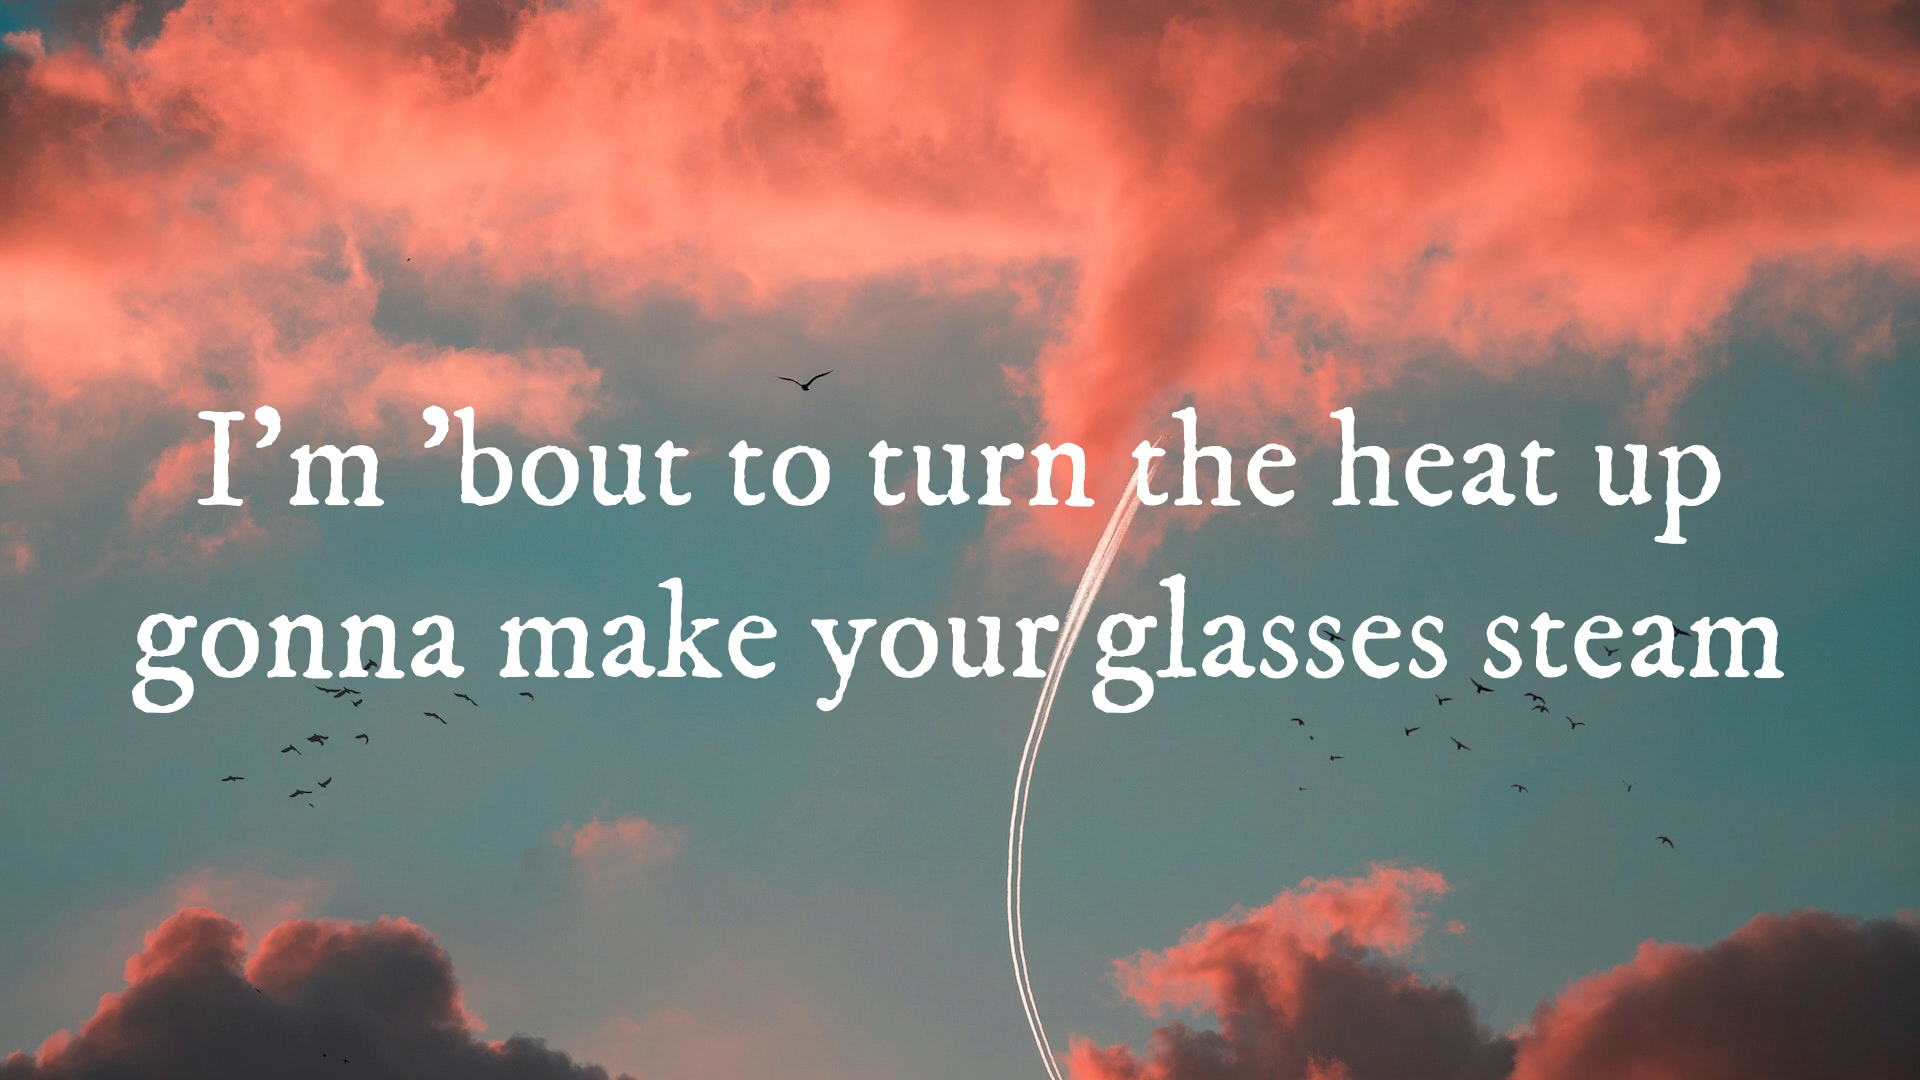 I’m ’bout to turn the heat up
gonna make your glasses steam